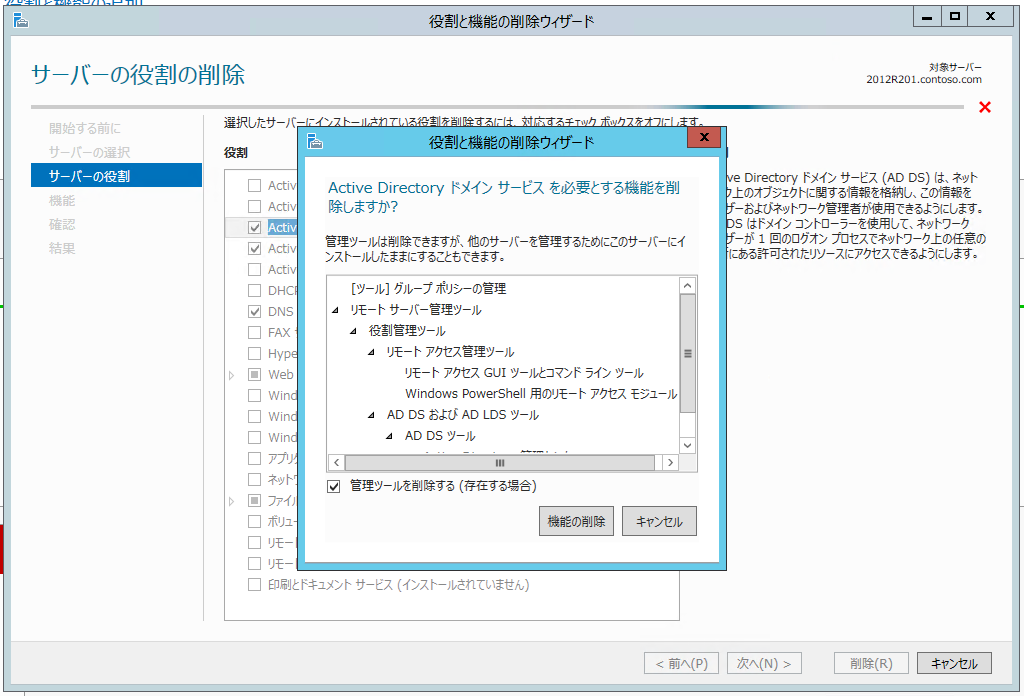 役割と機能の削除ウィザード
サーバーの役割の削除
対象サーバー
2012R201.contoso.com
開始する前に
サーバーの選択
サーバーの役割
機能
確認
結果
選択したサーバーにインストールされている役割を削除するには、対応するチェック ボックスをオフにします。
役割
Activ
Activ
Activ
Activ
Activ
DHCP
DNS
FAX
Hype
Web
Wind
Wind
Wind
アプリケ
ネットワ
ファイル
ボリュー
リモー
リモー
印刷とドキュメント サービス (インストールされていません)
ve Directory ドメイン サービス (AD DS) は、ネット
ク上のオブジェクトに関する情報を格納し、この情報を
ザーおよびネットワーク管理者が使用できるようにします。
DS はドメイン コントローラーを使用して、ネットワーク
ザーが 1 回のログオン プロセスでネットワーク上の任意の
にある許可されたリソースにアクセスできるようにします。
役割と機能の削除ウィザード
Active Directory ドメイン サービス を必要とする機能を削
除しますか?
管理ツールは削除できますが、他のサーバーを管理するためにこのサーバーにイ
ンストールしたままにすることもできます。
[ツール] グループ ポリシーの管理
リモート サーバー管理ツール
役割管理ツール
リモート アクセス管理ツール
リモート アクセス GUI ツールとコマンド ライン ツール
Windows PowerShell 用のリモート アクセス モジュール
AD DS および AD LDS ツール
AD DS ツール
管理ツールを削除する (存在する場合)
機能の削除
キャンセル
< 前へ(P)
次へ(N) >
削除(R)
キャンセル